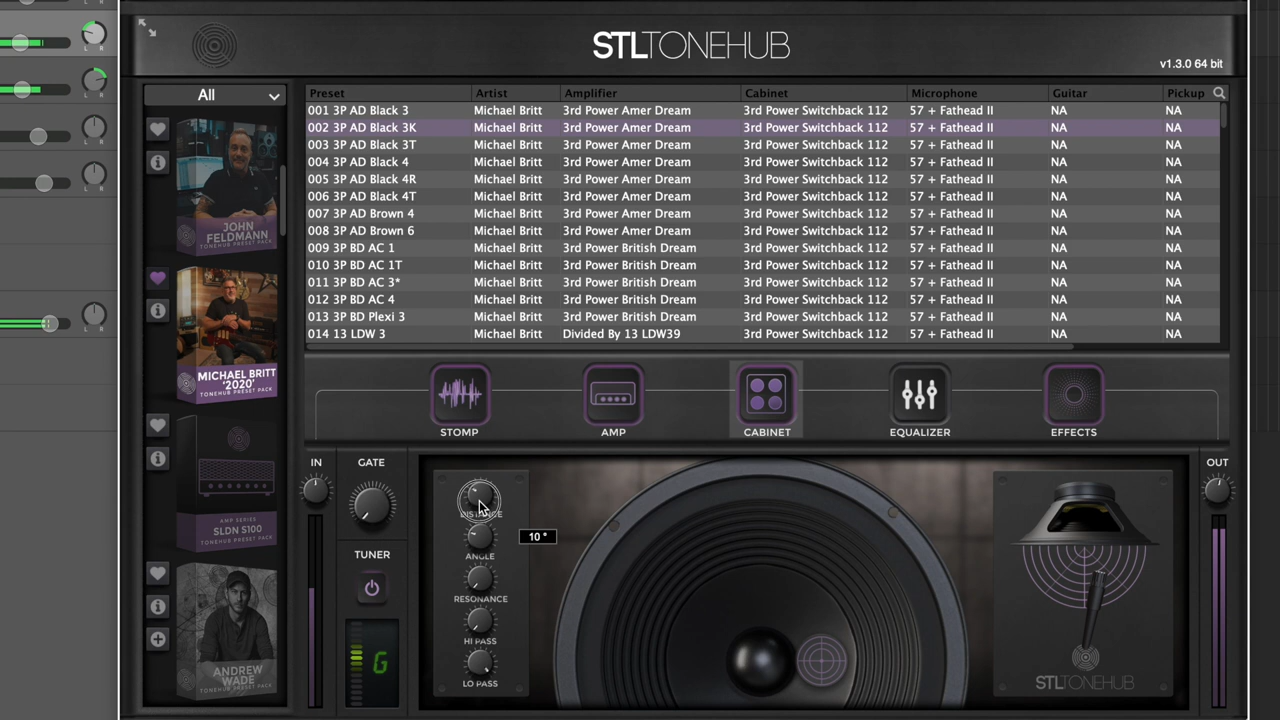 STLTONEHUB
v1.3.0 64 bit
L R
L R
L R
L R
L R
All
JOHN
FELDMANN
TONEHUB PRESET PACK
MICHAEL BRITT
'2020'
TONEHUB PRESET PACK
AMP SERIES
SLDN S100
TONEHUB PRESET PACK
ANDREW
WADE
TONEHUB PRESET PACK
Preset Artist Amplifier Cabinet Microphone Guitar Pickup
001 3P AD Black 3 Michael Britt 3rd Power Amer Dream 3rd Power Switchback 112 57 + Fathead II NA NA
002 3P AD Black 3K Michael Britt 3rd Power Amer Dream 3rd Power Switchback 112 57 + Fathead II NA NA
003 3P AD Black 3T Michael Britt 3rd Power Amer Dream 3rd Power Switchback 112 57 + Fathead II NA NA
004 3P AD Black 4 Michael Britt 3rd Power Amer Dream 3rd Power Switchback 112 57 + Fathead II NA NA
005 3P AD Black 4R Michael Britt 3rd Power Amer Dream 3rd Power Switchback 112 57 + Fathead II NA NA
006 3P AD Black 4T Michael Britt 3rd Power Amer Dream 3rd Power Switchback 112 57 + Fathead II NA NA
007 3P AD Brown 4 Michael Britt 3rd Power Amer Dream 3rd Power Switchback 112 57 + Fathead II NA NA
008 3P AD Brown 6 Michael Britt 3rd Power Amer Dream 3rd Power Switchback 112 57 + Fathead II NA NA
009 3P BD AC 1 Michael Britt 3rd Power British Dream 3rd Power Switchback 112 57 + Fathead II NA NA
010 3P BD AC 1T Michael Britt 3rd Power British Dream 3rd Power Switchback 112 57 + Fathead II NA NA
011 3P BD AC 3* Michael Britt 3rd Power British Dream 3rd Power Switchback 112 57 + Fathead II NA NA
012 3P BD AC 4 Michael Britt 3rd Power British Dream 3rd Power Switchback 112 57 + Fathead II NA NA
013 3P BD Plexi 3 Michael Britt 3rd Power British Dream 3rd Power Switchback 112 57 + Fathead II NA NA
014 13 LDW 3 Michael Britt Divided By 13 LDW39 3rd Power Switchback 112 57 + Fathead II NA NA
STOMP AMP CABINET EQUALIZER EFFECTS
IN GATE OUT
TUNER
G
DISTANCE
10 °
ANGLE
RESONANCE
HI PASS
LO PASS
STLTONEHUB